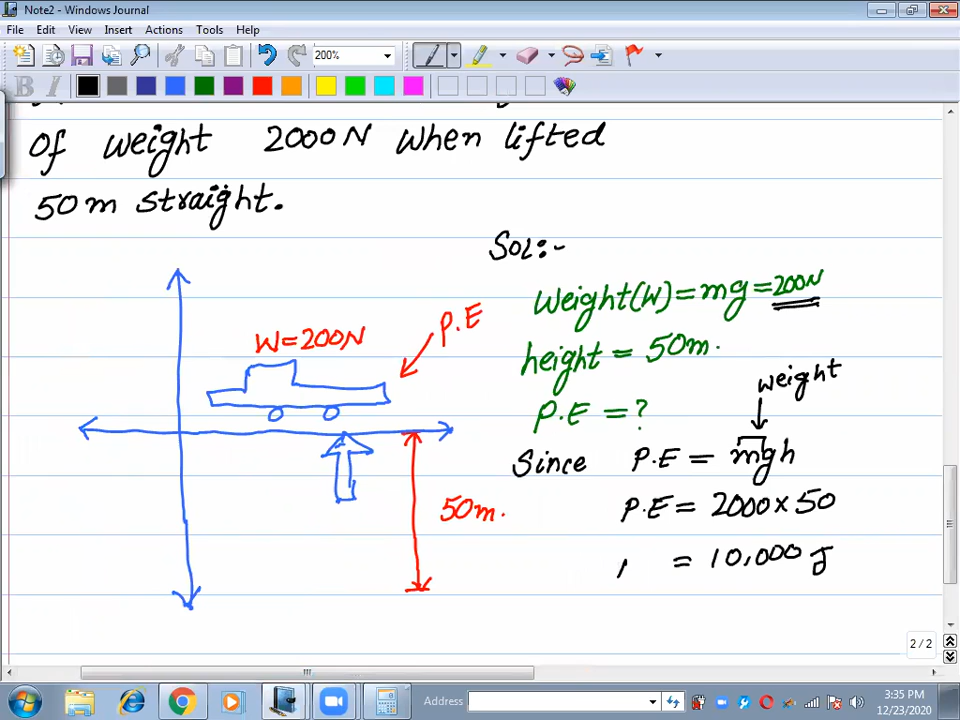 Note2 - Windows Journal
File Edit View Insert Actions Tools Help
200%
B I
of weight 2000N when lifted
50m straight.
Sol:-
Weight(W)=mg=200N
W=200N
P.E
height = 50m.
weight
P.E = ?
Since P.E = mgh
50m.
P.E = 2000×50
= 10,000 J
2 / 2
Address
3:35 PM
12/23/2020